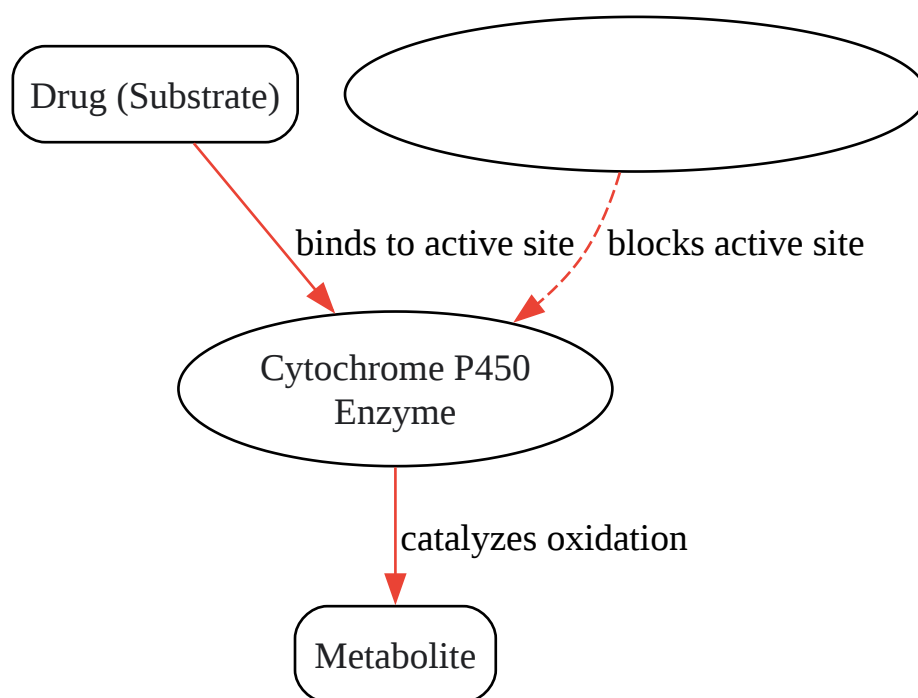 Drug (Substrate)
binds to active site
blocks active site
Cytochrome P450
Enzyme
catalyzes oxidation
Metabolite